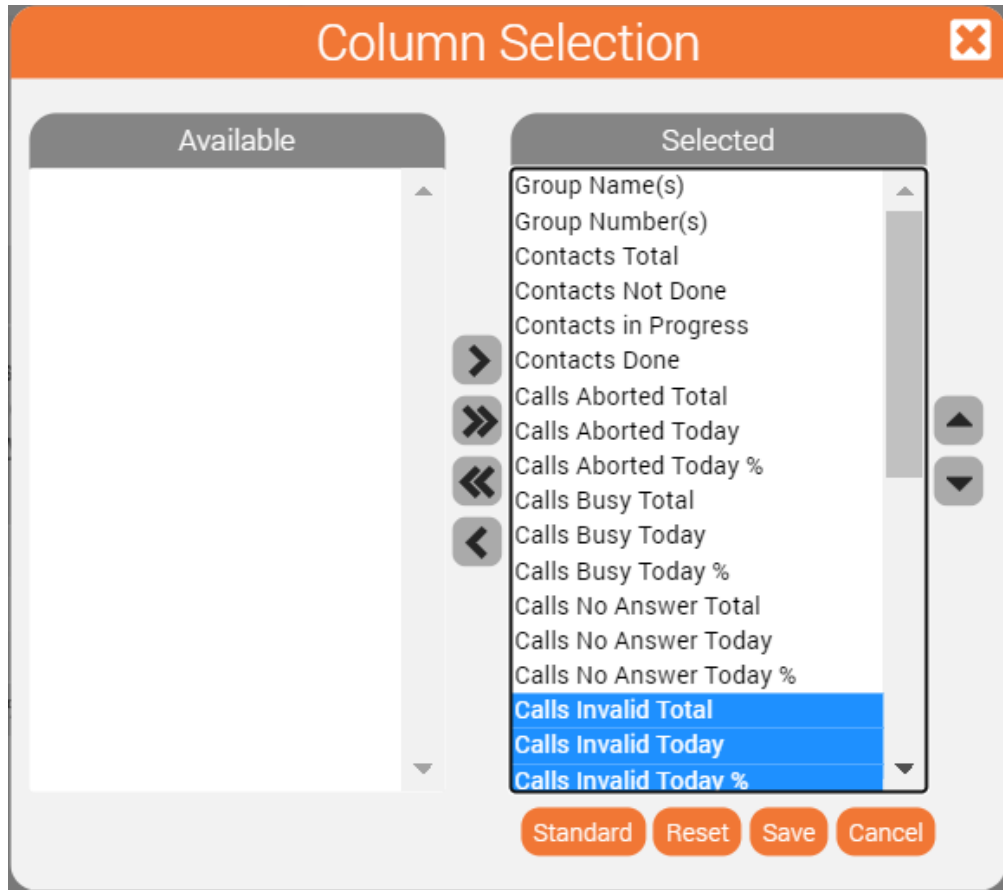 Column Selection
Available
Selected
Group Name(s)
Group Number(s)
Contacts Total
Contacts Not Done
Contacts in Progress
Contacts Done
Calls Aborted Total
Calls Aborted Today
Calls Aborted Today %
Calls Busy Total
Calls Busy Today
Calls Busy Today %
Calls No Answer Total
Calls No Answer Today
Calls No Answer Today %
Calls Invalid Total
Calls Invalid Today
Calls Invalid Today %
Standard Reset Save Cancel